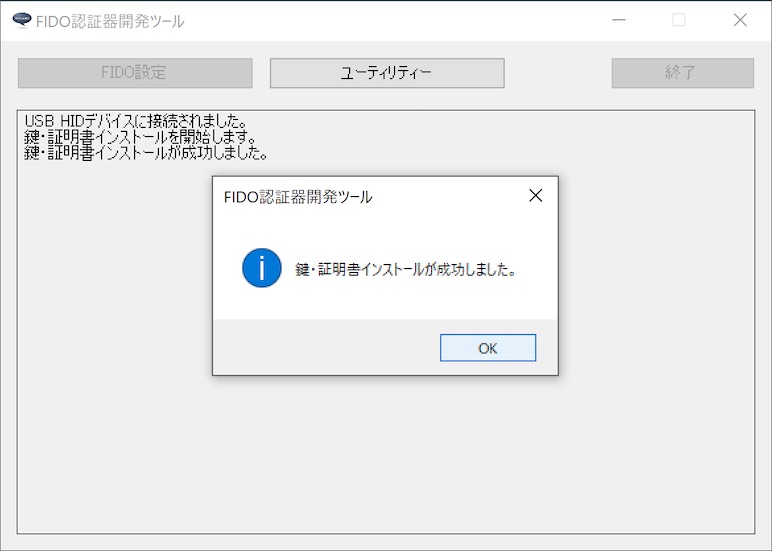 FIDO認証器開発ツール
FIDO設定 ユーティリティー 終了
USB HIDデバイスに接続されました。
鍵・証明書インストールを開始します。
鍵・証明書インストールが成功しました。
FIDO認証器開発ツール
鍵・証明書インストールが成功しました。
OK